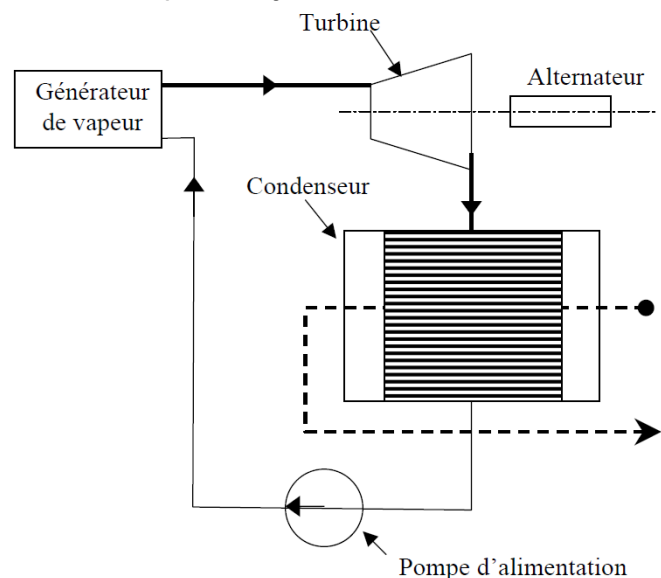 Turbine
Générateur
de vapeur
Alternateur
Condenseur
Pompe d'alimentation